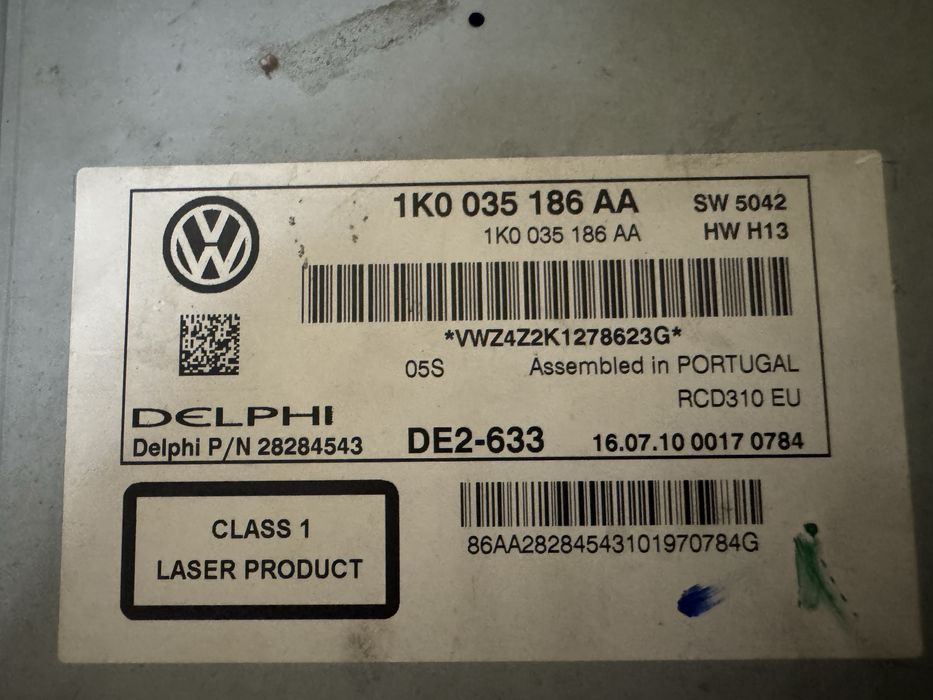 1K0 035 186 AA SW 5042
1K0 035 186 AA HW H13
*VWZ4Z2K1278623G*
05S Assembled in PORTUGAL
RCD310 EU
DELPHI
Delphi P/N 28284543 DE2-633 16.07.10 0017 0784
CLASS 1
LASER PRODUCT
86AA28284543101970784G